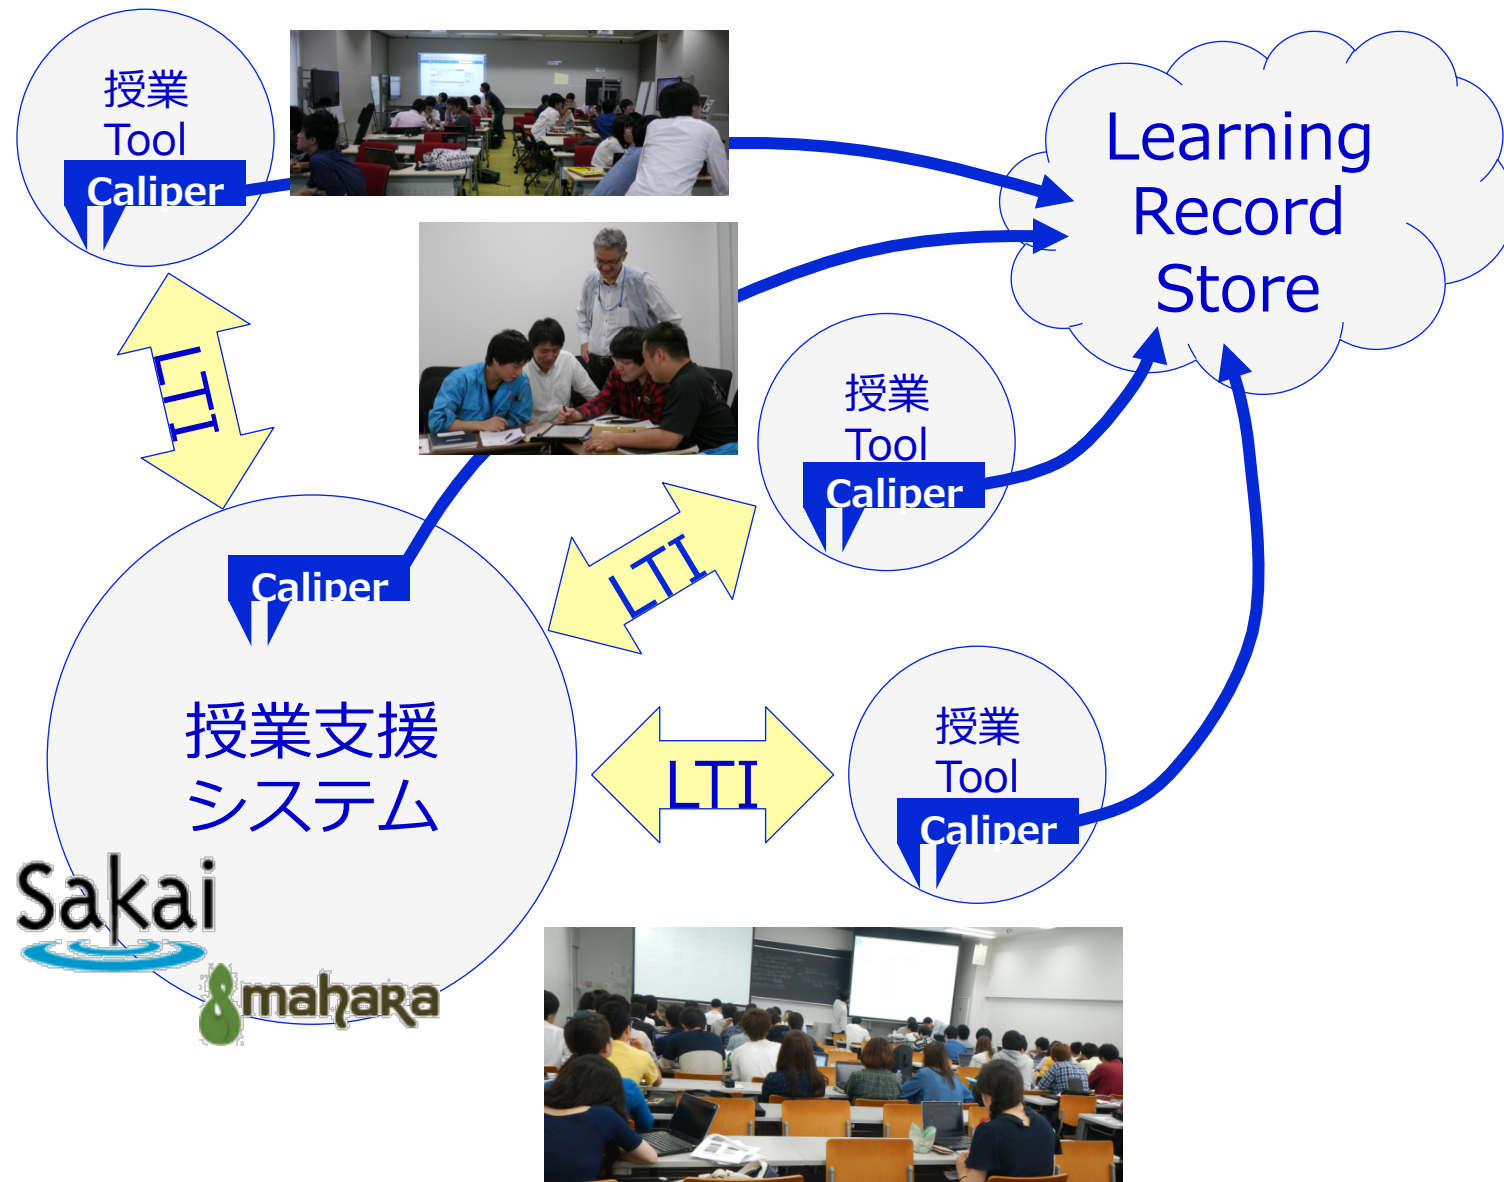 授業
Tool
Caliper
Learning
Record
Store
LTI
授業
Tool
Caliper
LTI
Caliper
授業支援
システム
LTI
授業
Tool
Caliper
Sakai
mahara